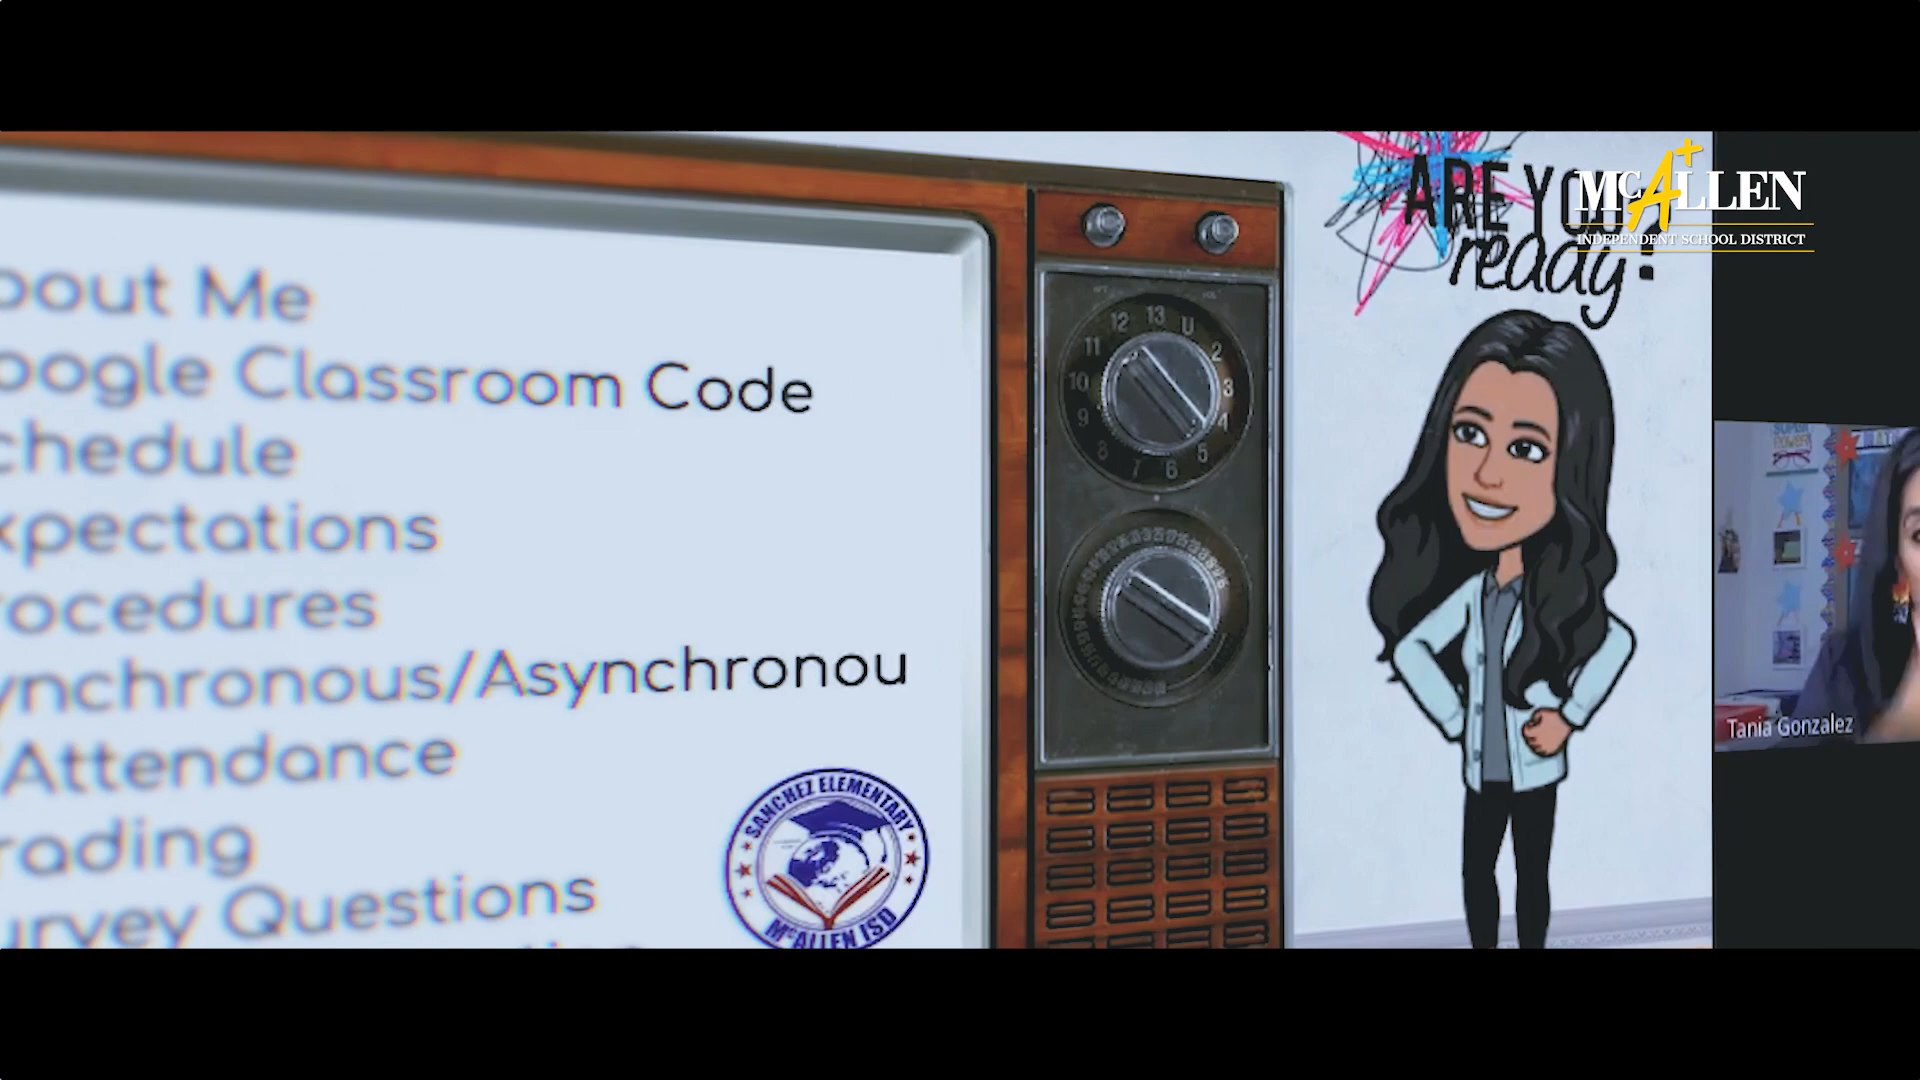 bout Me
oogle Classroom Code
chedule
xpectations
rocedures
ynchronous/Asynchronou
/Attendance
rading
urvey Questions
SANCHEZ ELEMENTARY
McALLEN ISD
12 13 U
11 2
10 3
9 4
8 7 6 5
ARE YOU
ready?
McALLEN
A+
INDEPENDENT SCHOOL DISTRICT
Tania Gonzalez